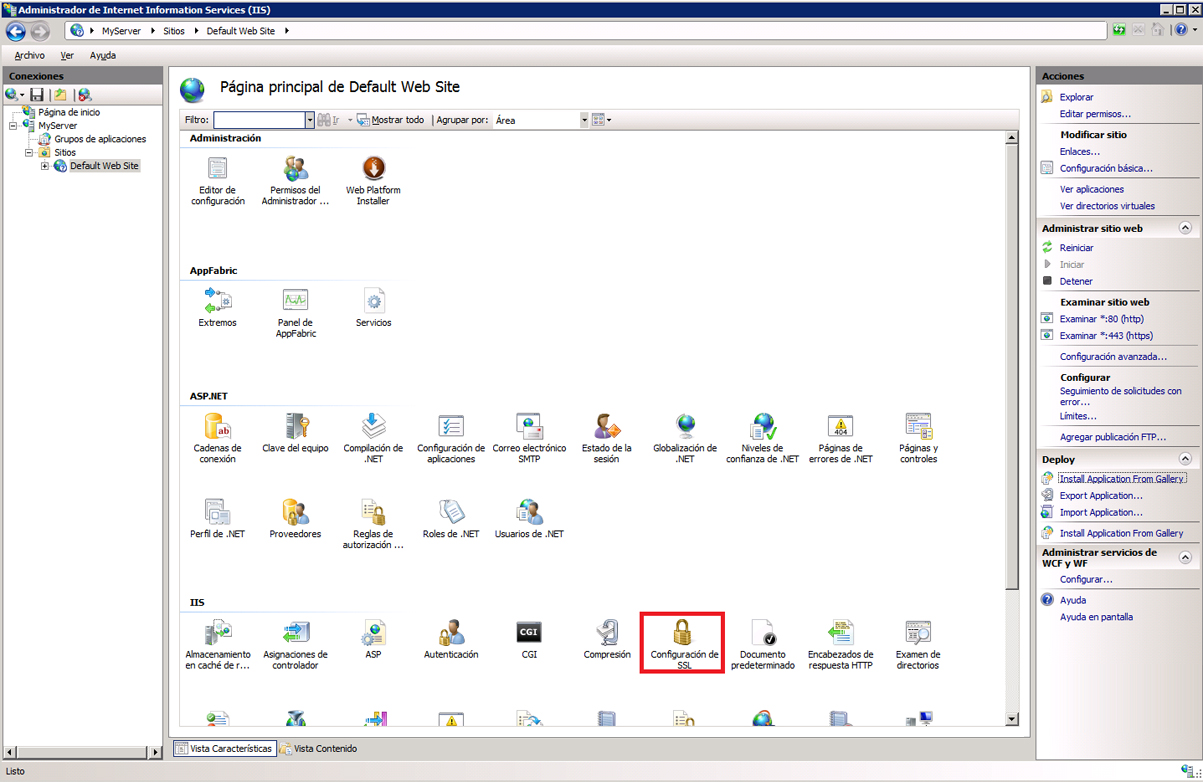 Administrador de Internet Information Services (IIS)
MyServer
Sitios
Default Web Site
Archivo
Ver
Ayuda
Conexiones
Página de inicio
MyServer
Grupos de aplicaciones
Sitios
Default Web Site
Página principal de Default Web Site
Filtro:
Ir
Mostrar todo
Agrupar por:
Área
Administración
Editor de
configuración
Permisos del
Administrador ...
Web Platform
Installer
AppFabric
Extremos
Panel de
AppFabric
Servicios
ASP.NET
Cadenas de
conexión
Clave del equipo
Compilación de
.NET
Configuración de
aplicaciones
Correo electrónico
SMTP
Estado de la
sesión
Globalización de
.NET
Niveles de
confianza de .NET
404
Páginas de
errores de .NET
Páginas y
controles
Perfil de .NET
Proveedores
Reglas de
autorización ...
Roles de .NET
Usuarios de .NET
IIS
Almacenamiento
en caché de r...
Asignaciones de
controlador
ASP
Autenticación
CGI
CGI
Compresión
Configuración de
SSL
Documento
predeterminado
Encabezados de
respuesta HTTP
Examen de
directorios
Vista Características
Vista Contenido
Acciones
Explorar
Editar permisos...
Modificar sitio
Enlaces...
Configuración básica...
Ver aplicaciones
Ver directorios virtuales
Administrar sitio web
Reiniciar
Iniciar
Detener
Examinar sitio web
Examinar *:80 (http)
Examinar *:443 (https)
Configuración avanzada...
Configurar
Seguimiento de solicitudes con
error...
Límites...
Agregar publicación FTP...
Deploy
Install Application From Gallery
Export Application...
Import Application...
Install Application From Gallery
Administrar servicios de
WCF y WF
Configurar...
Ayuda
Ayuda en pantalla
Listo